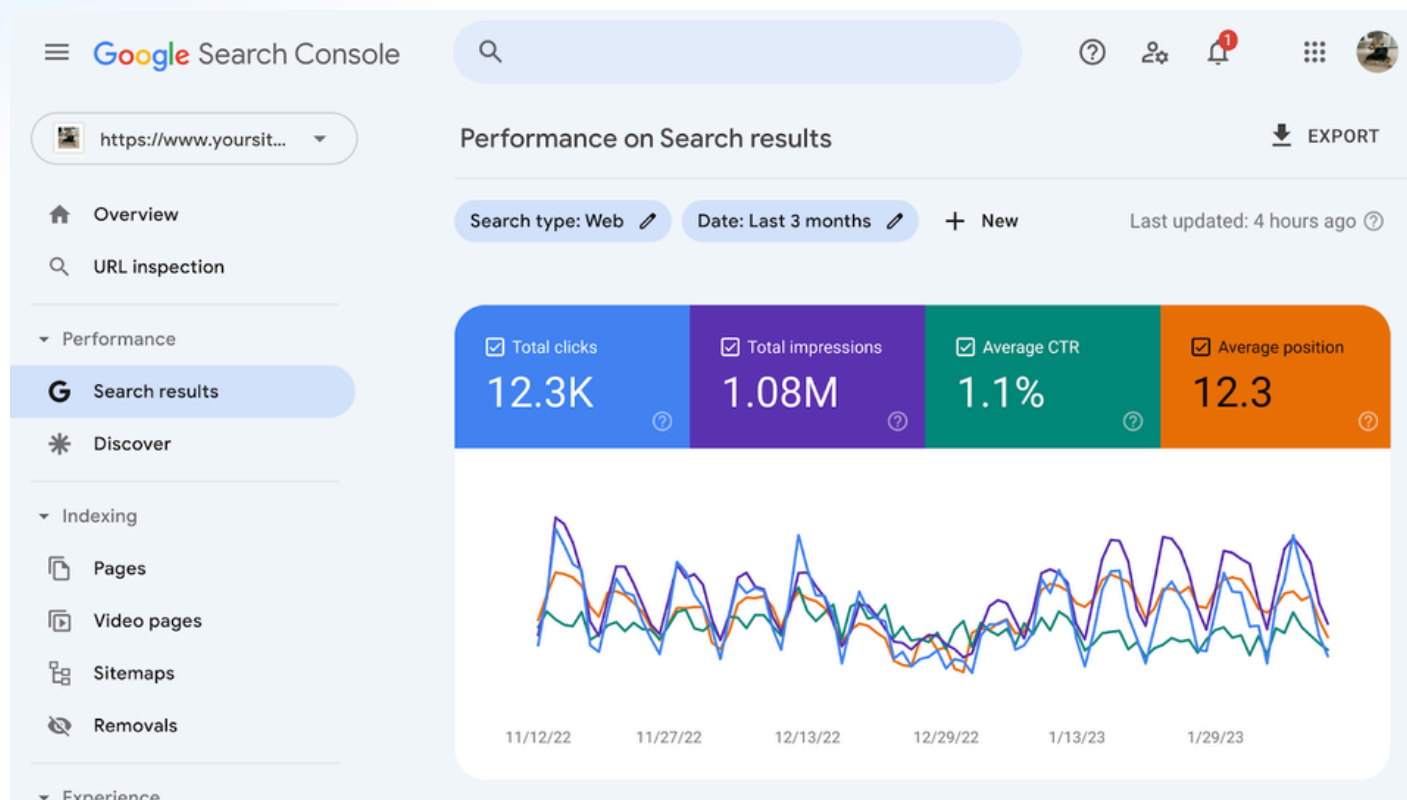 Google Search Console
1
https://www.yoursit...
Performance on Search results
EXPORT
Overview
URL inspection
Performance
Search results
Discover
Indexing
Pages
Video pages
Sitemaps
Removals
Experience
Search type: Web
Date: Last 3 months
+ New
Last updated: 4 hours ago
Total clicks
12.3K
Total impressions
1.08M
Average CTR
1.1%
Average position
12.3
11/12/22 11/27/22 12/13/22 12/29/22 1/13/23 1/29/23